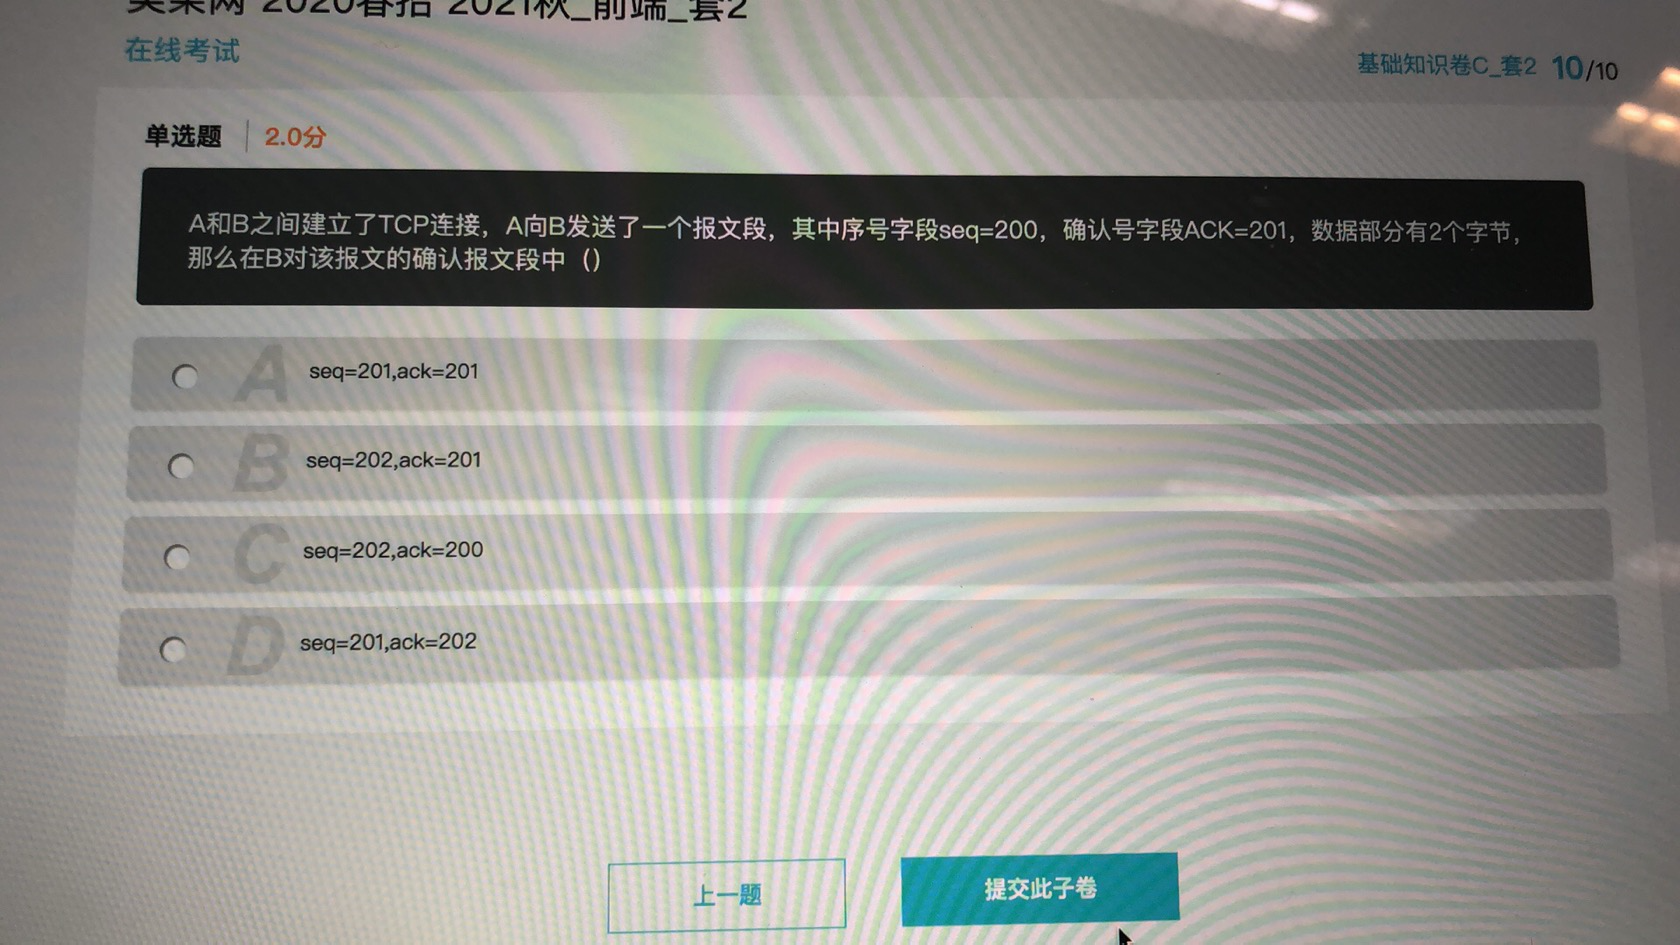 2020春招 2021秋_前端_套2
在线考试
基础知识卷C_套2 10/10
单选题 2.0分
A和B之间建立了TCP连接，A向B发送了一个报文段，其中序号字段seq=200，确认号字段ACK=201，数据部分有2个字节，
那么在B对该报文的确认报文段中（）
A seq=201,ack=201
B seq=202,ack=201
C seq=202,ack=200
D seq=201,ack=202
上一题
提交此子卷